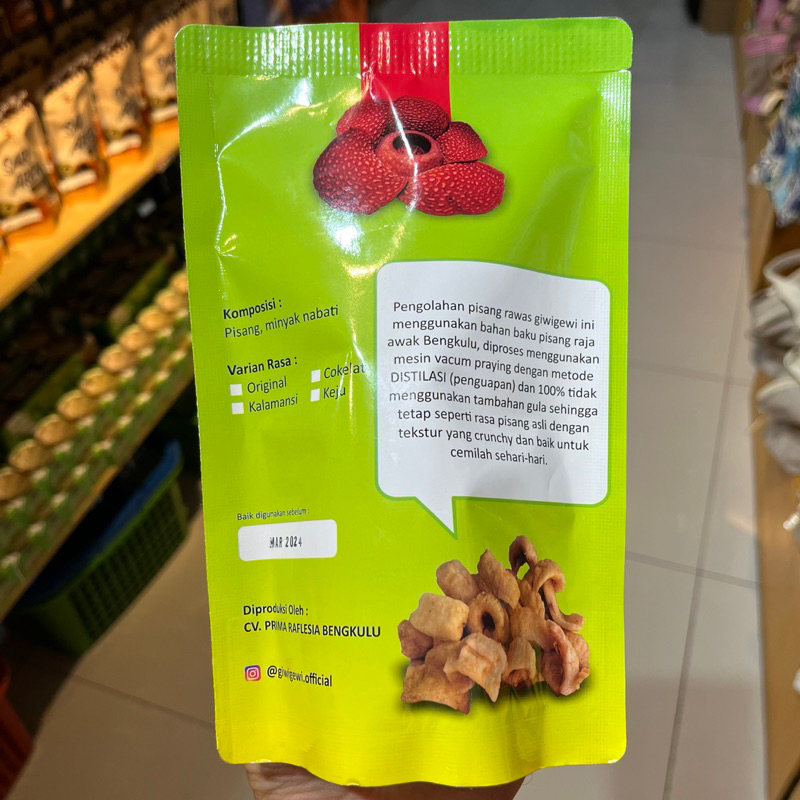 Komposisi :
Pisang, minyak nabati
Varian Rasa :
Original
Cokelat
Kalamansi
Keju
Pengolahan pisang rawas giwigewi ini
menggunakan bahan baku pisang raja
awak Bengkulu, diproses menggunakan
mesin vacum praying dengan metode
DISTILASI (penguapan) dan 100% tidak
menggunakan tambahan gula sehingga
tetap seperti rasa pisang asli dengan
tekstur yang crunchy dan baik untuk
cemilah sehari-hari.
Baik digunakan sebelum :
MAR 2024
Diproduksi Oleh :
CV. PRIMA RAFLESIA BENGKULU
@giwigewi.official